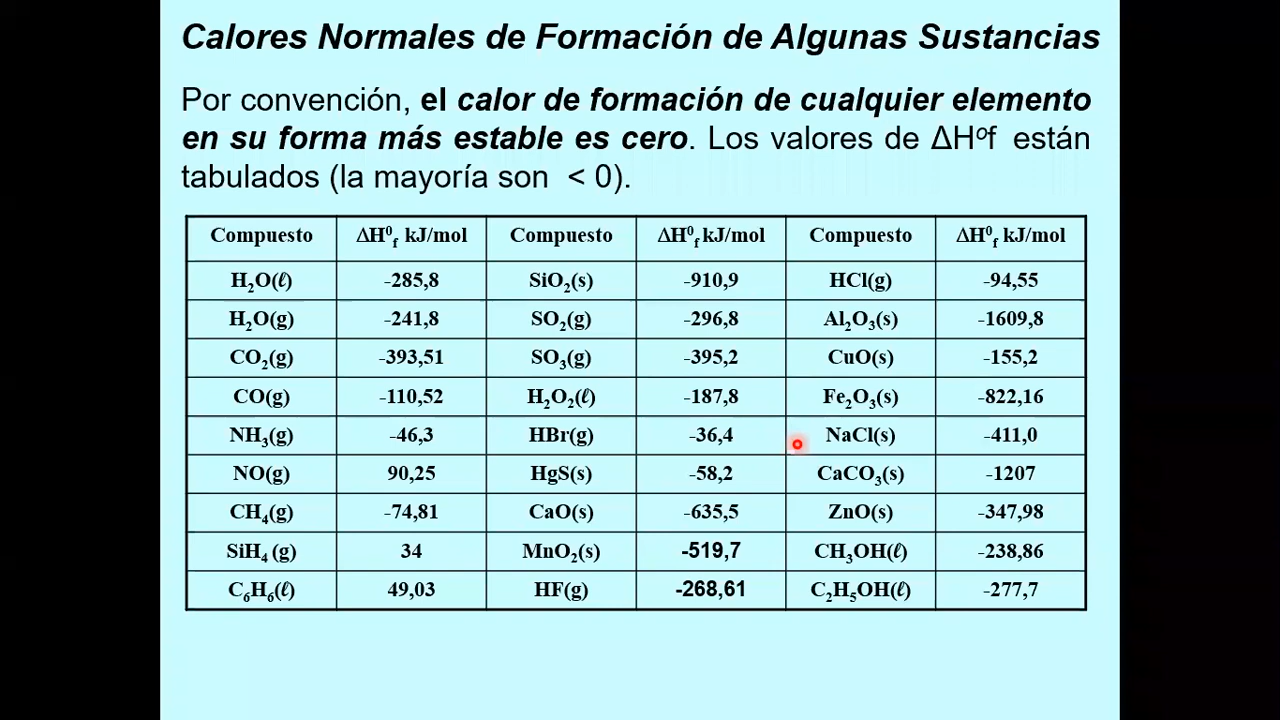 Calores Normales de Formación de Algunas Sustancias
Por convención, el calor de formación de cualquier elemento
en su forma más estable es cero. Los valores de ΔHºf están
tabulados (la mayoría son < 0).
Compuesto ΔH⁰f kJ/mol Compuesto ΔH⁰f kJ/mol Compuesto ΔH⁰f kJ/mol
H₂O(ℓ) -285,8 SiO₂(s) -910,9 HCl(g) -94,55
H₂O(g) -241,8 SO₂(g) -296,8 Al₂O₃(s) -1609,8
CO₂(g) -393,51 SO₃(g) -395,2 CuO(s) -155,2
CO(g) -110,52 H₂O₂(ℓ) -187,8 Fe₂O₃(s) -822,16
NH₃(g) -46,3 HBr(g) -36,4 NaCl(s) -411,0
NO(g) 90,25 HgS(s) -58,2 CaCO₃(s) -1207
CH₄(g) -74,81 CaO(s) -635,5 ZnO(s) -347,98
SiH₄ (g) 34 MnO₂(s) -519,7 CH₃OH(ℓ) -238,86
C₆H₆(ℓ) 49,03 HF(g) -268,61 C₂H₅OH(ℓ) -277,7